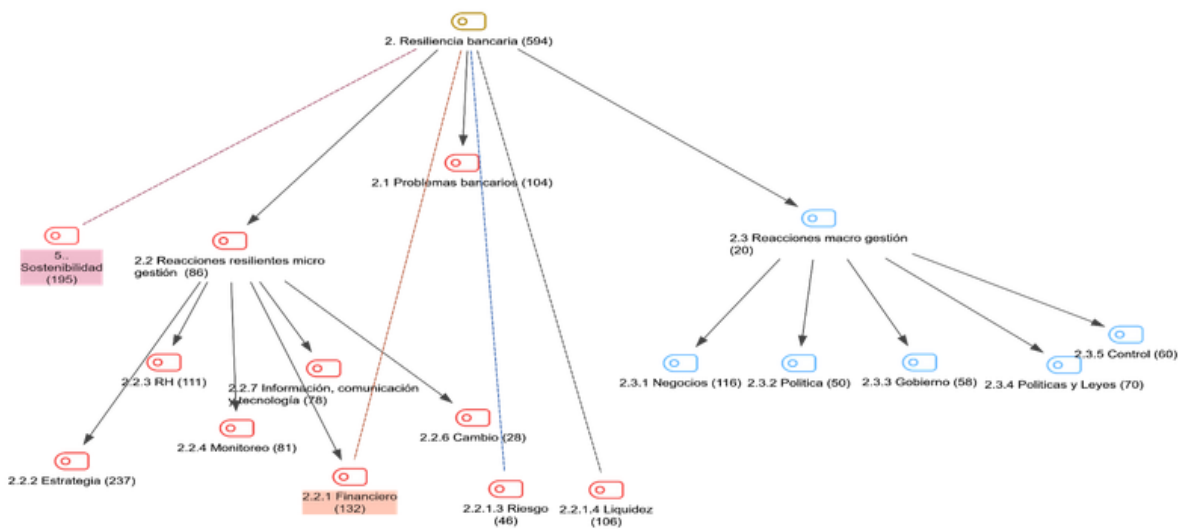 2. Resiliencia bancaria (594)
2.1 Problemas bancarios (104)
5..
Sostenibilidad
(195)
2.2 Reacciones resilientes micro
gestión (86)
2.3 Reacciones macro gestión
(20)
2.2.3 RH (111)
2.2.7 Información, comunicación
y tecnología (78)
2.2.4 Monitoreo (81)
2.2.6 Cambio (28)
2.2.2 Estrategia (237)
2.2.1 Financiero
(132)
2.2.1.3 Riesgo
(46)
2.2.1.4 Liquidez
(106)
2.3.1 Negocios (116)
2.3.2 Politica (50)
2.3.3 Gobierno (58)
2.3.4 Politicas y Leyes (70)
2.3.5 Control (60)